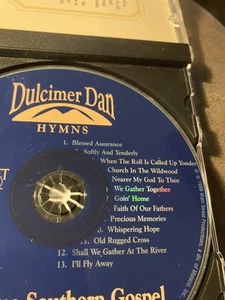 Dulcimer Dan
HYMNS
1. Blessed Assurance
2. Softly And Tenderly
When The Roll Is Called Up Yonder
Church In The Wildwood
Nearer My God To Thee
We Gather Together
Goin' Home
Faith Of Our Fathers
Precious Memories
10. Whispering Hope
11. Old Rugged Cross
12. Shall We Gather At The River
13. I'll Fly Away
Southern Gospel